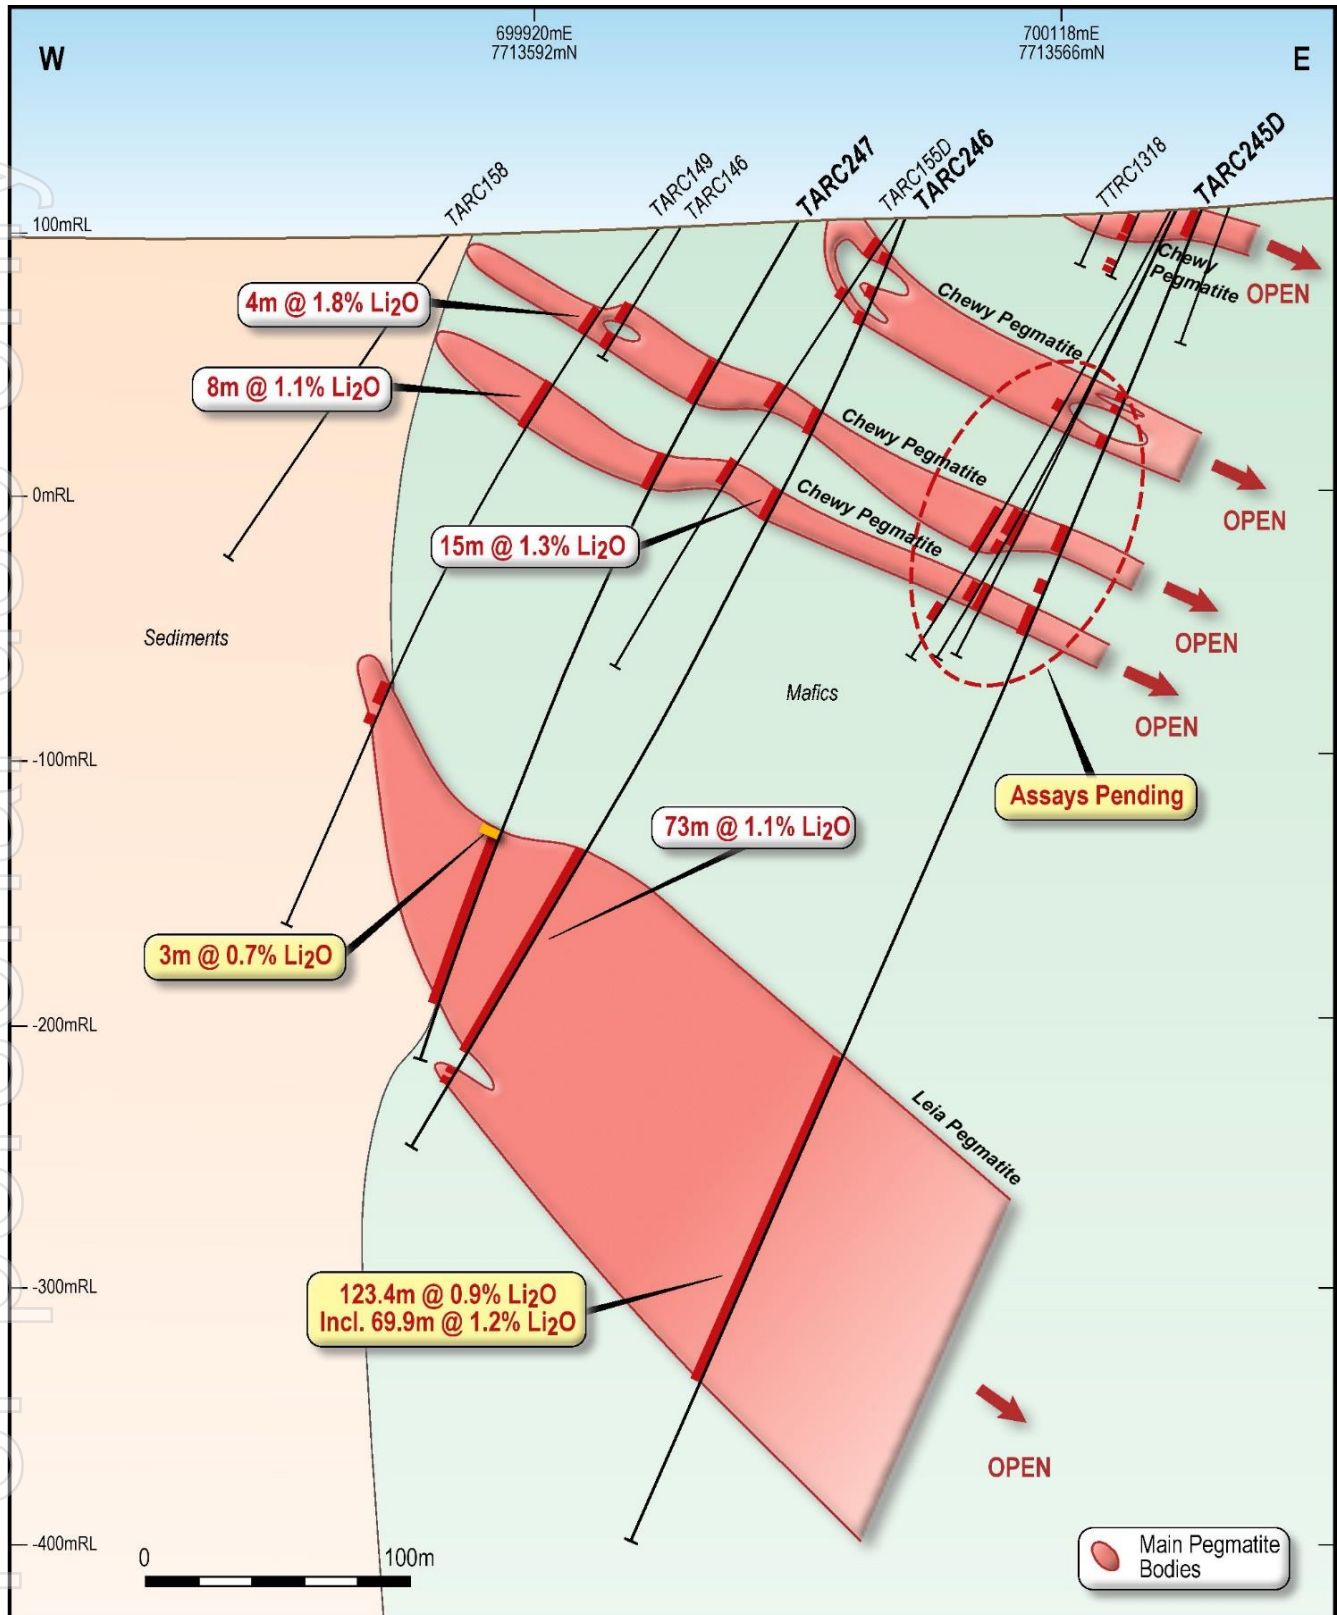 699920mE
7713592mN
700118mE
7713566mN
W
E
TARC158
TARC149
TARC146
TARC247
TARC155D
TARC246
TTRC1318
TARC245D
100mRL
Chewy
Pegmatite
OPEN
4m @ 1.8% Li2O
Chewy Pegmatite
8m @ 1.1% Li2O
Chewy Pegmatite
0mRL
OPEN
Chewy Pegmatite
15m @ 1.3% Li2O
Sediments
OPEN
Mafics
OPEN
-100mRL
Assays Pending
73m @ 1.1% Li2O
3m @ 0.7% Li2O
-200mRL
Leia Pegmatite
-300mRL
123.4m @ 0.9% Li2O
Incl. 69.9m @ 1.2% Li2O
OPEN
-400mRL
0
100m
Main Pegmatite
Bodies